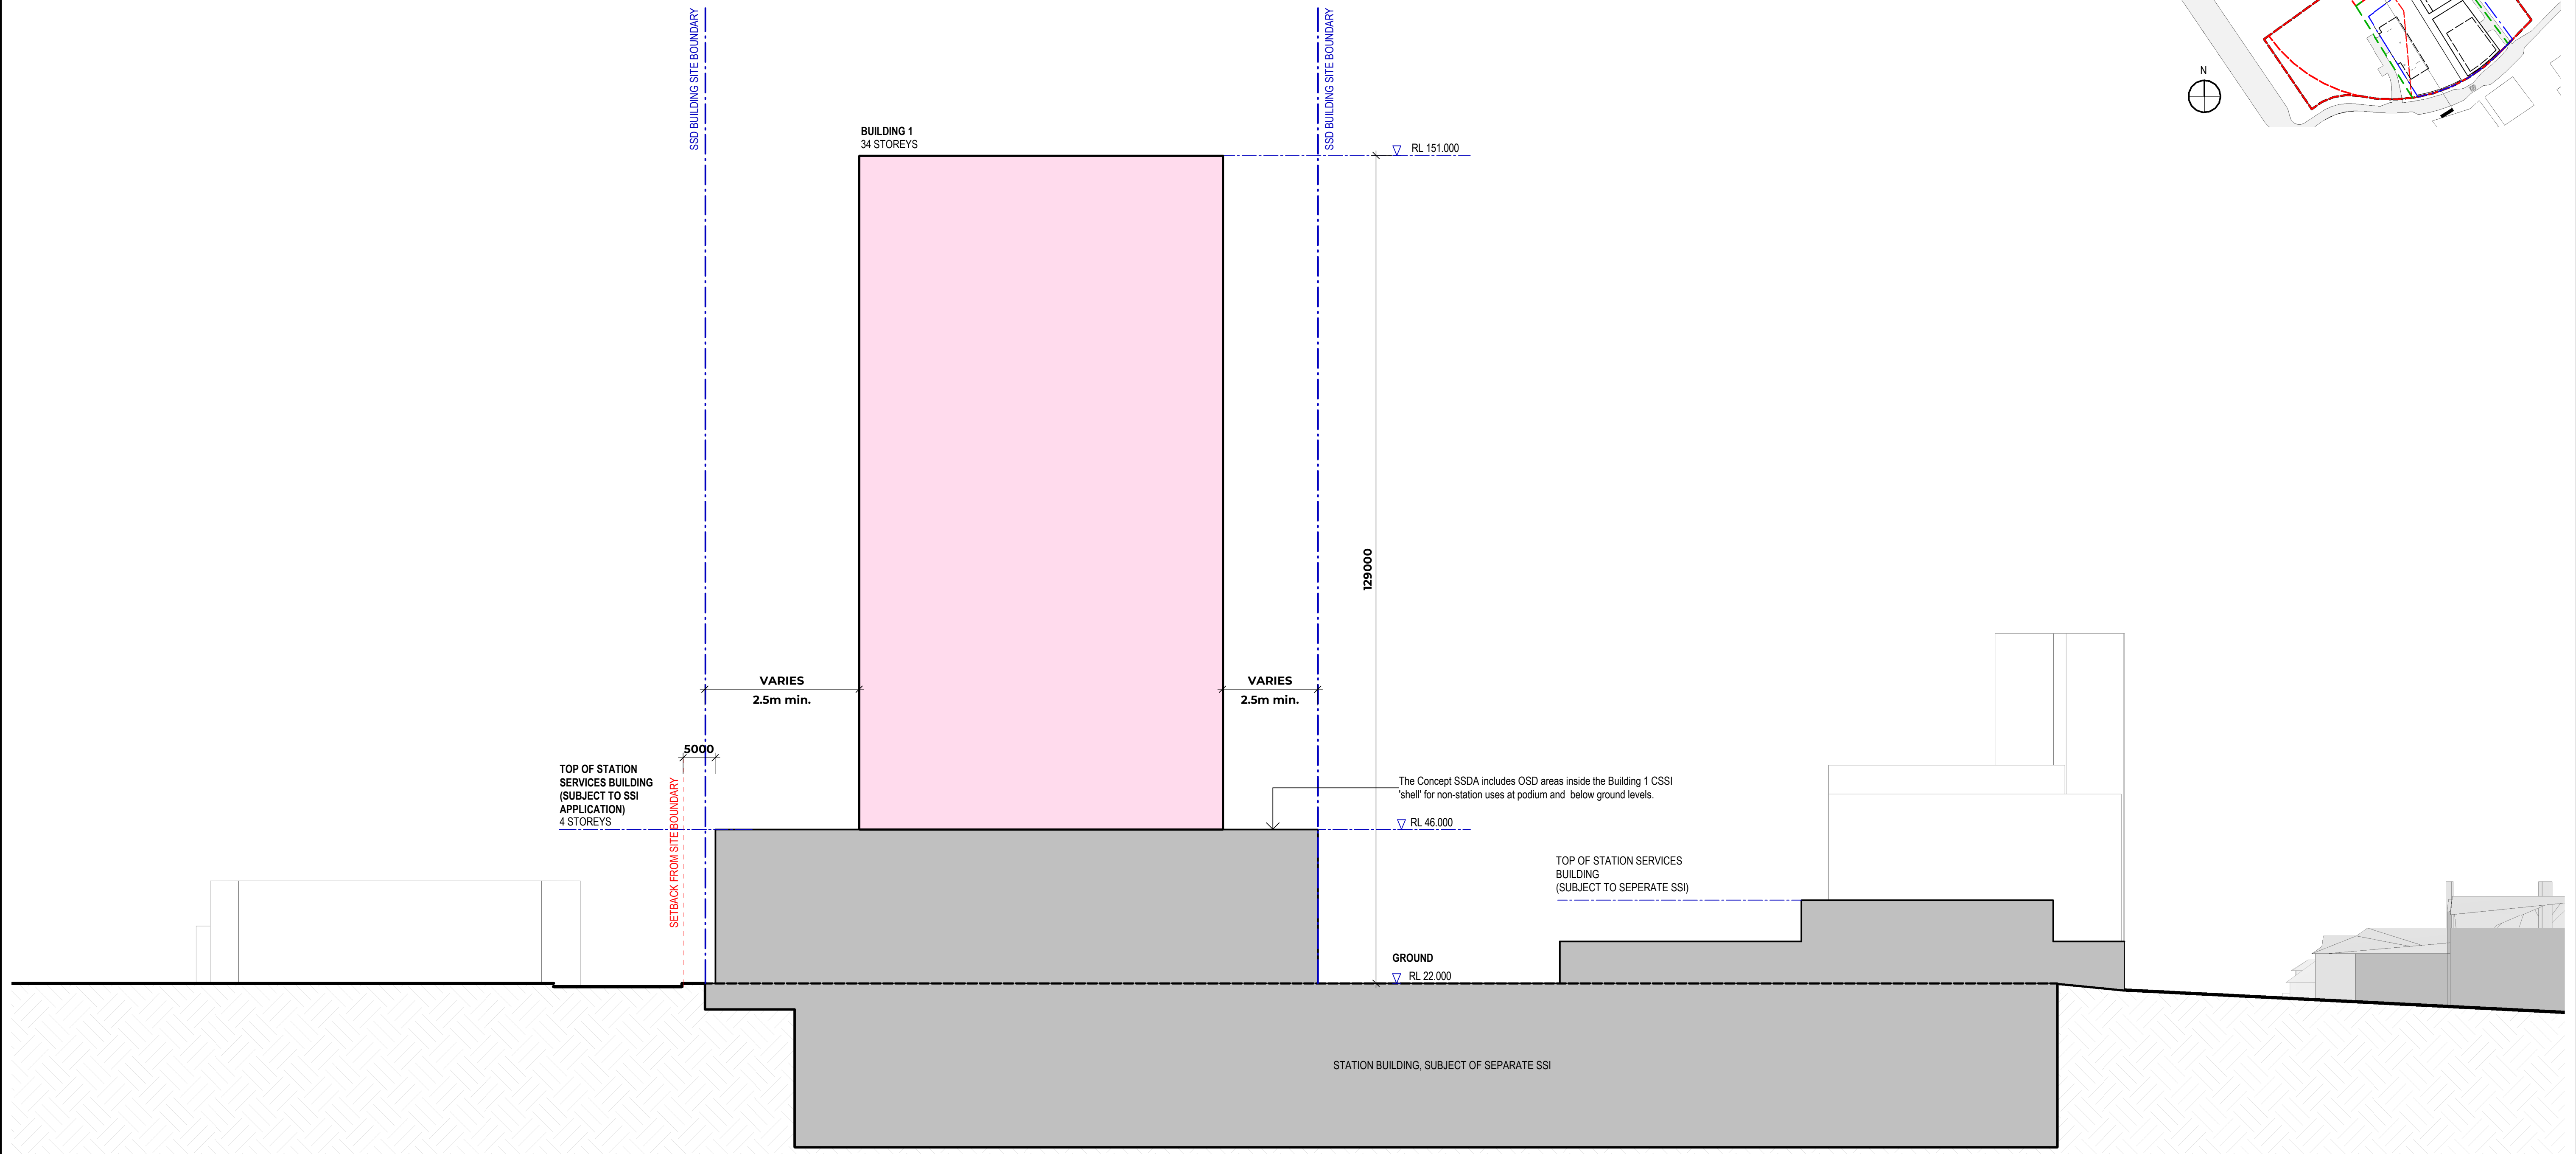 SSD BUILDING SITE BOUNDARY
SSD BUILDING SITE BOUNDARY
N
BUILDING 1
34 STOREYS
RL 151.000
129000
VARIES
2.5m min.
VARIES
2.5m min.
5000
TOP OF STATION
SERVICES BUILDING
(SUBJECT TO SSI
APPLICATION)
4 STOREYS
SETBACK FROM SITE BOUNDARY
The Concept SSDA includes OSD areas inside the Building 1 CSSI
'shell' for non-station uses at podium and below ground levels.
RL 46.000
TOP OF STATION SERVICES
BUILDING
(SUBJECT TO SEPERATE SSI)
GROUND
RL 22.000
STATION BUILDING, SUBJECT OF SEPARATE SSI